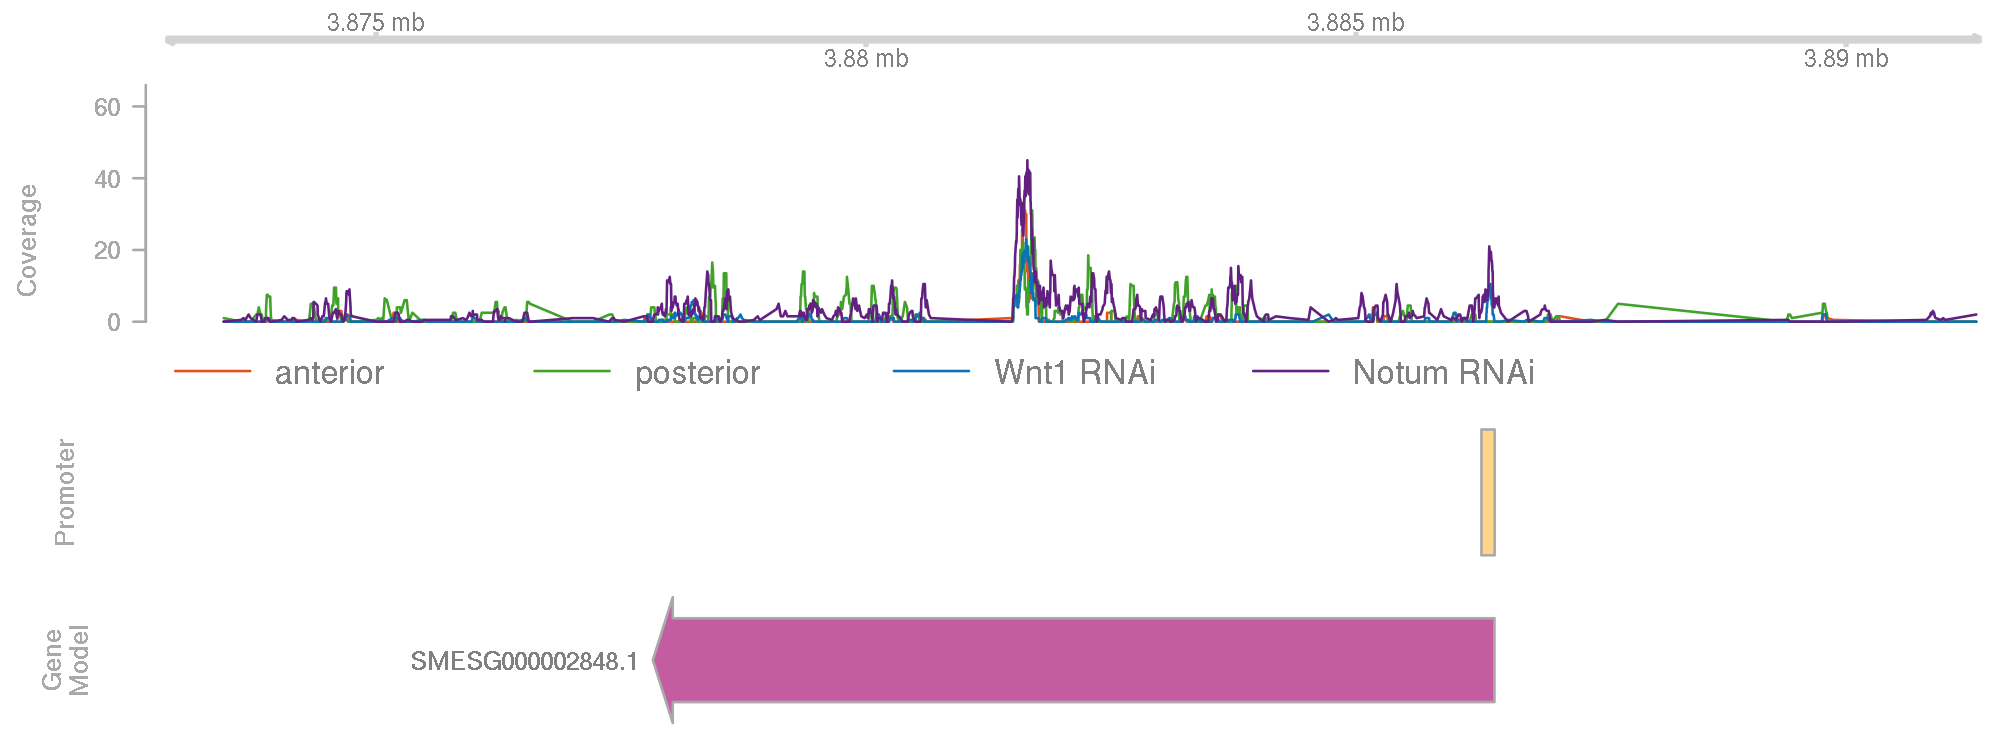 3.875 mb
3.885 mb
3.88 mb
3.89 mb
Coverage
60
40
20
0
anterior
posterior
Wnt1 RNAi
Notum RNAi
Promoter
Gene
Model
SMESG000002848.1